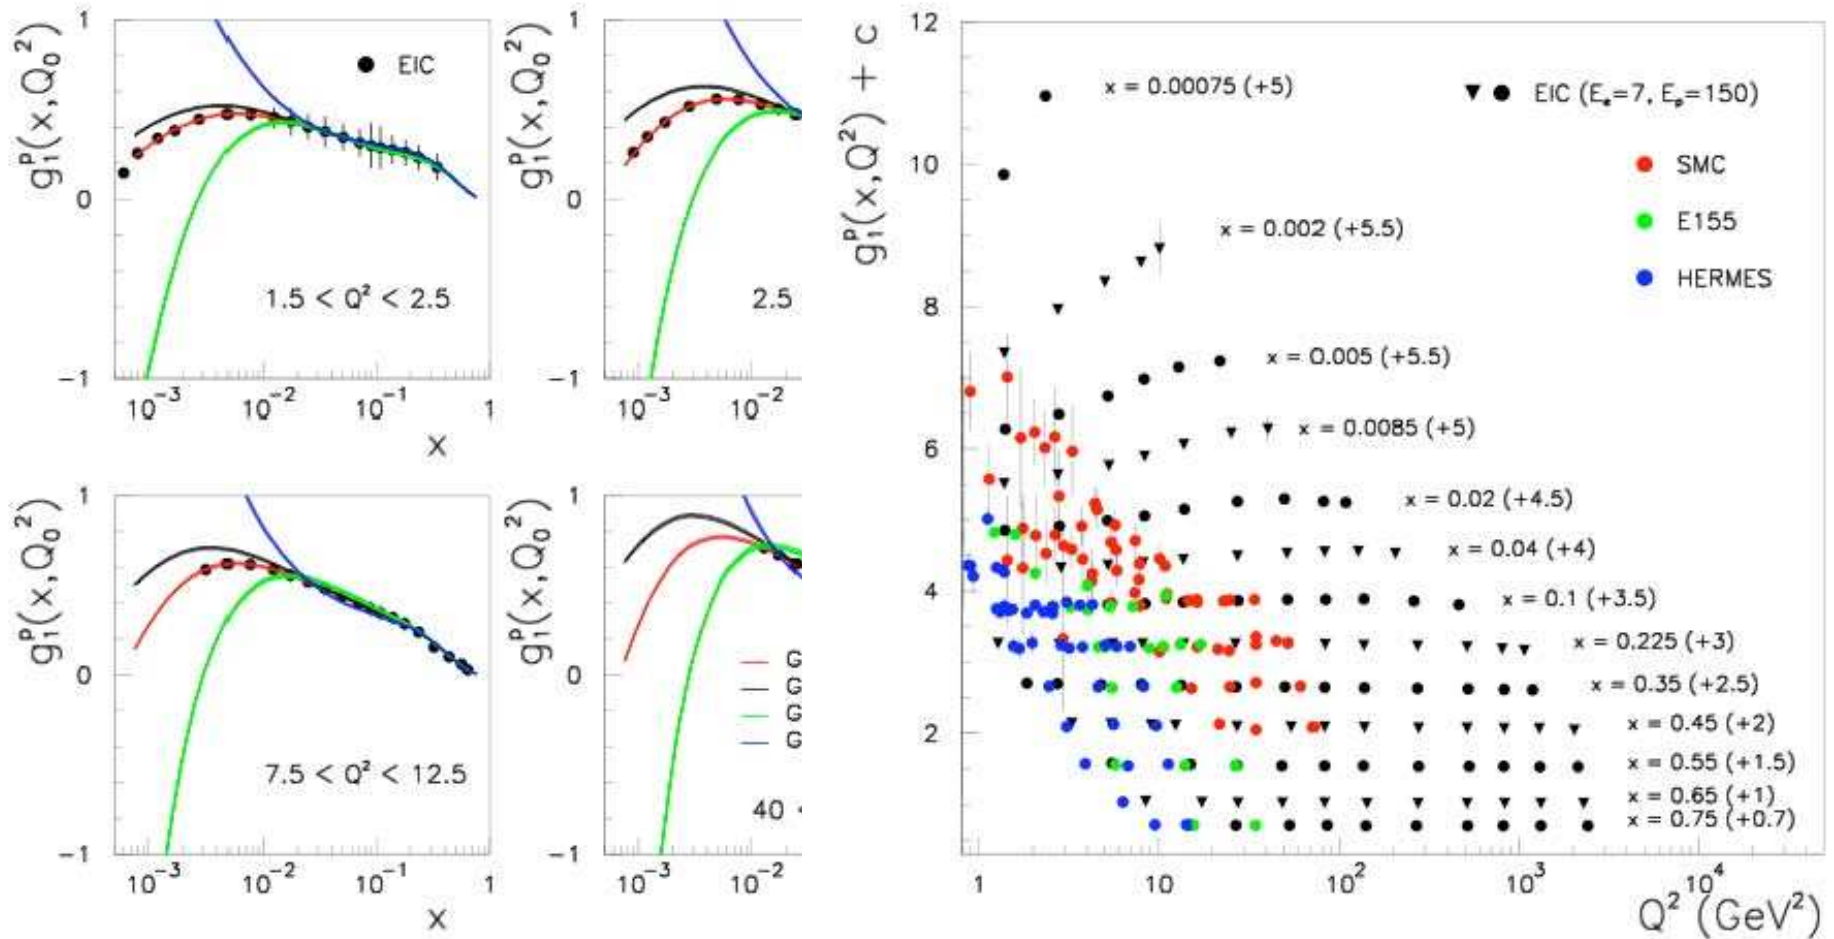 g₁ᵖ(x,Q₀²)
1
0
−1
EIC
1.5 < Q² < 2.5
10⁻³
10⁻²
10⁻¹
1
x
g₁ᵖ(x,Q₀²)
1
0
−1
2.5
10⁻³
10⁻²
g₁ᵖ(x,Q₀²)
1
0
−1
7.5 < Q² < 12.5
10⁻³
10⁻²
10⁻¹
1
x
g₁ᵖ(x,Q₀²)
1
0
−1
G
G
G
G
40
10⁻³
10⁻²
g₁ᵖ(x,Q²) + c
12
10
8
6
4
2
x = 0.00075 (+5)
EIC (Eₑ=7, Eₚ=150)
SMC
E155
HERMES
x = 0.002 (+5.5)
x = 0.005 (+5.5)
x = 0.0085 (+5)
x = 0.02 (+4.5)
x = 0.04 (+4)
x = 0.1 (+3.5)
x = 0.225 (+3)
x = 0.35 (+2.5)
x = 0.45 (+2)
x = 0.55 (+1.5)
x = 0.65 (+1)
x = 0.75 (+0.7)
1
10
10²
10³
10⁴
Q² (GeV²)